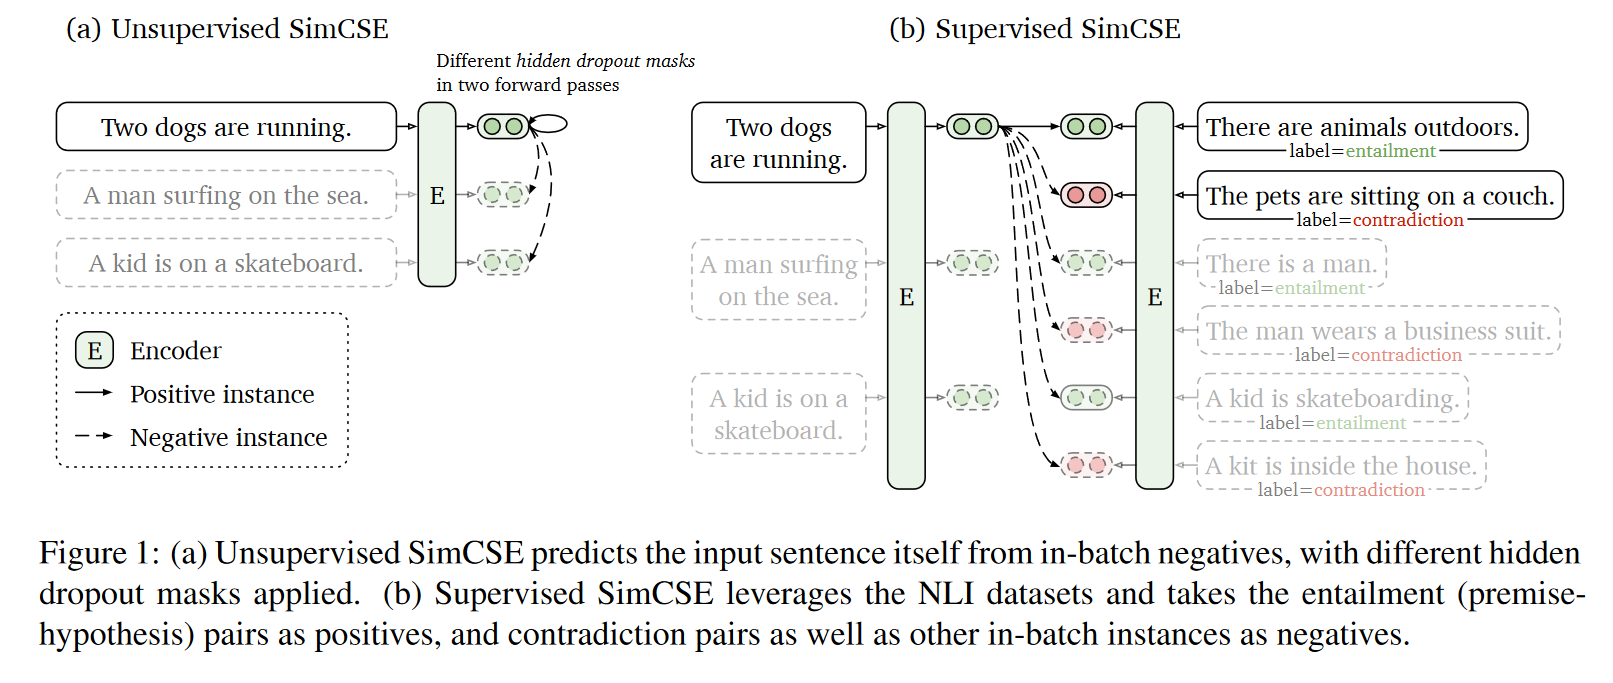 (a) Unsupervised SimCSE
Different hidden dropout masks
in two forward passes
Two dogs are running.
A man surfing on the sea.
A kid is on a skateboard.
E
E Encoder
Positive instance
Negative instance
(b) Supervised SimCSE
Two dogs
are running.
A man surfing
on the sea.
A kid is on a
skateboard.
E
E
There are animals outdoors.
label=entailment
The pets are sitting on a couch.
label=contradiction
There is a man.
label=entailment
The man wears a business suit.
label=contradiction
A kid is skateboarding.
label=entailment
A kit is inside the house.
label=contradiction
Figure 1: (a) Unsupervised SimCSE predicts the input sentence itself from in-batch negatives, with different hidden
dropout masks applied. (b) Supervised SimCSE leverages the NLI datasets and takes the entailment (premise-
hypothesis) pairs as positives, and contradiction pairs as well as other in-batch instances as negatives.